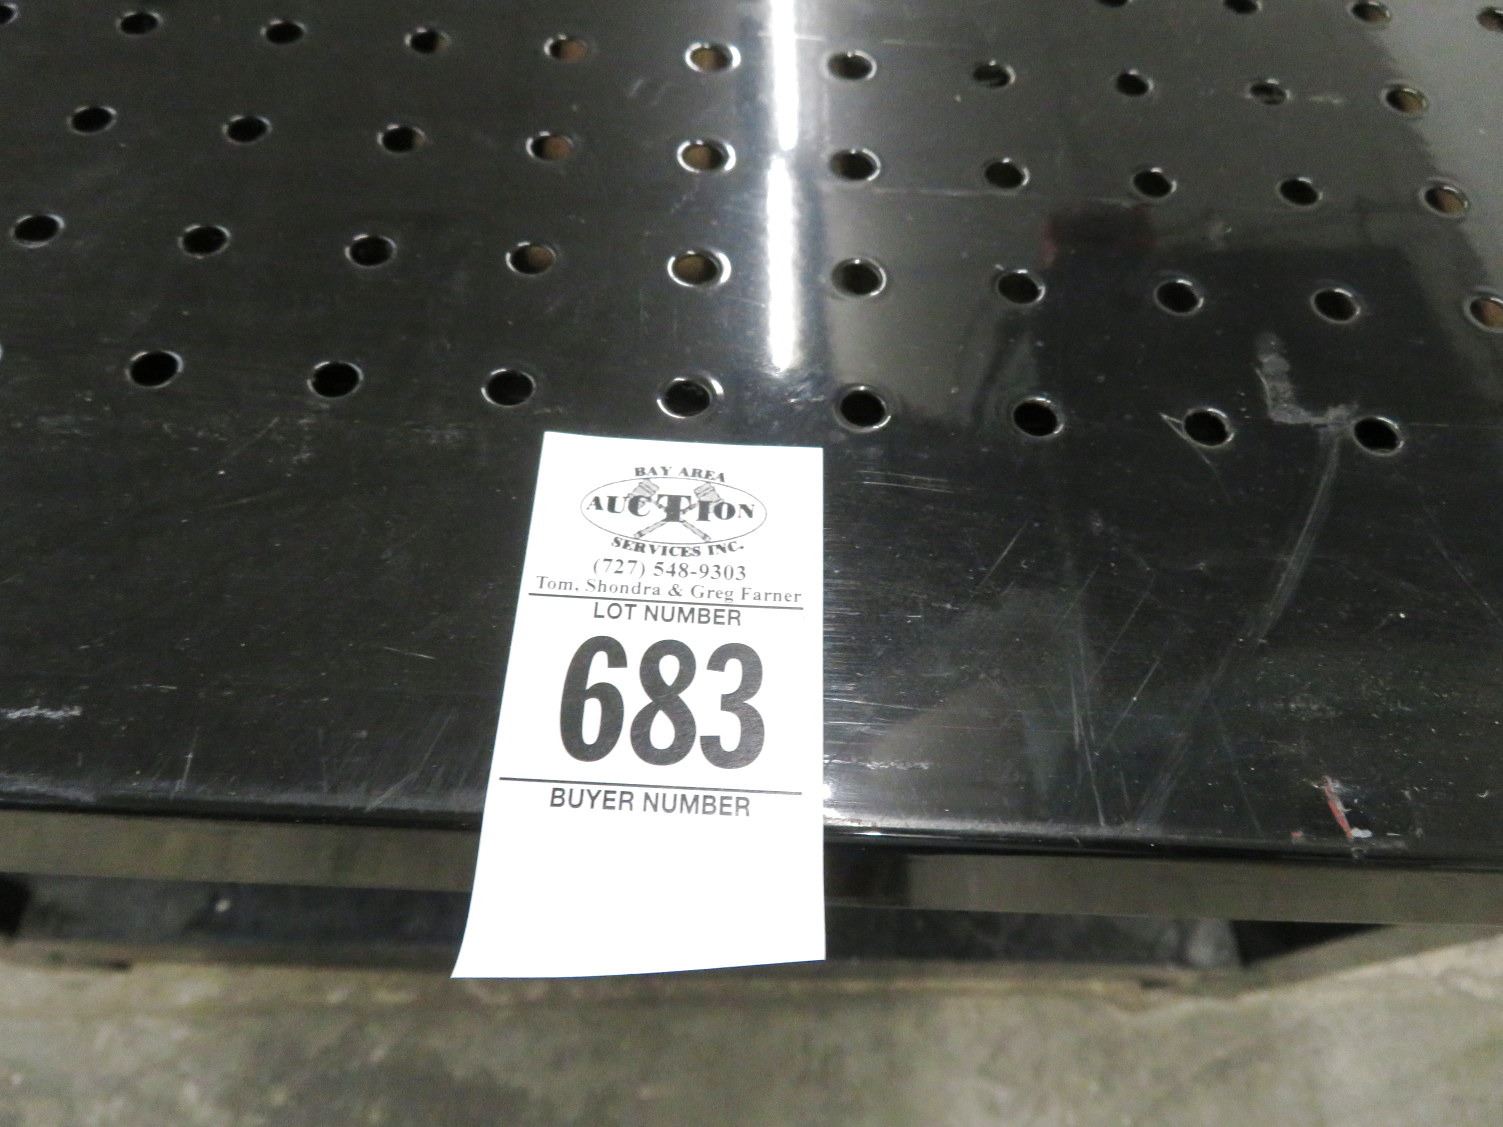 BAY AREA
AUCTION
SERVICES INC.
(727) 548-9303
Tom, Shondra & Greg Farner
LOT NUMBER
683
BUYER NUMBER